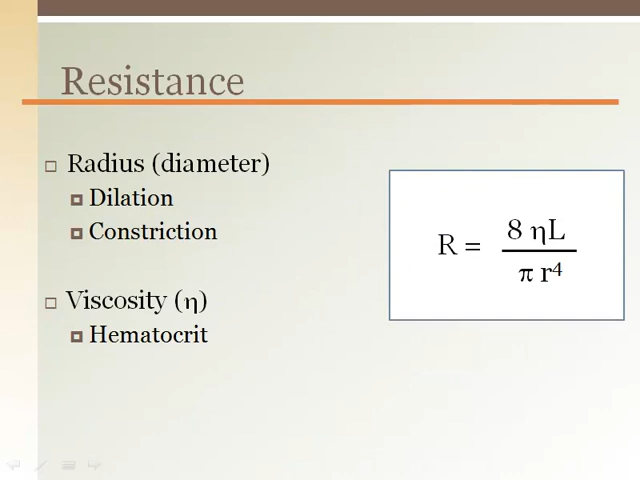 Resistance
Radius (diameter)
Dilation
Constriction
Viscosity (η)
Hematocrit
R = 8 ηL / π r⁴